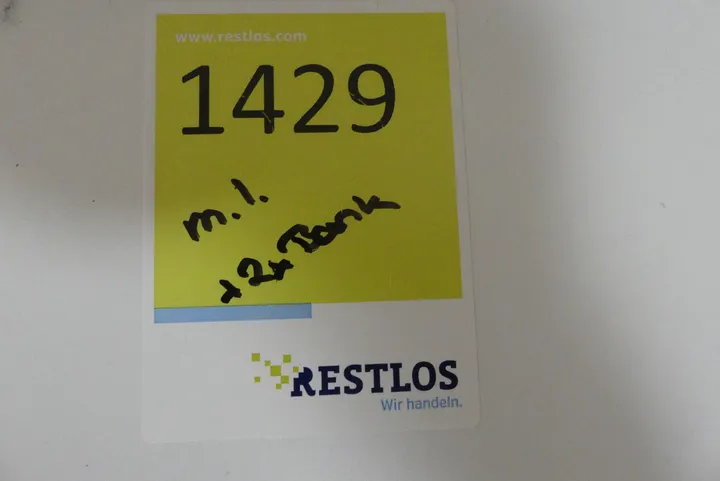 www.restlos.com
1429
m. l.
+ 2x Bank
RESTLOS
Wir handeln.